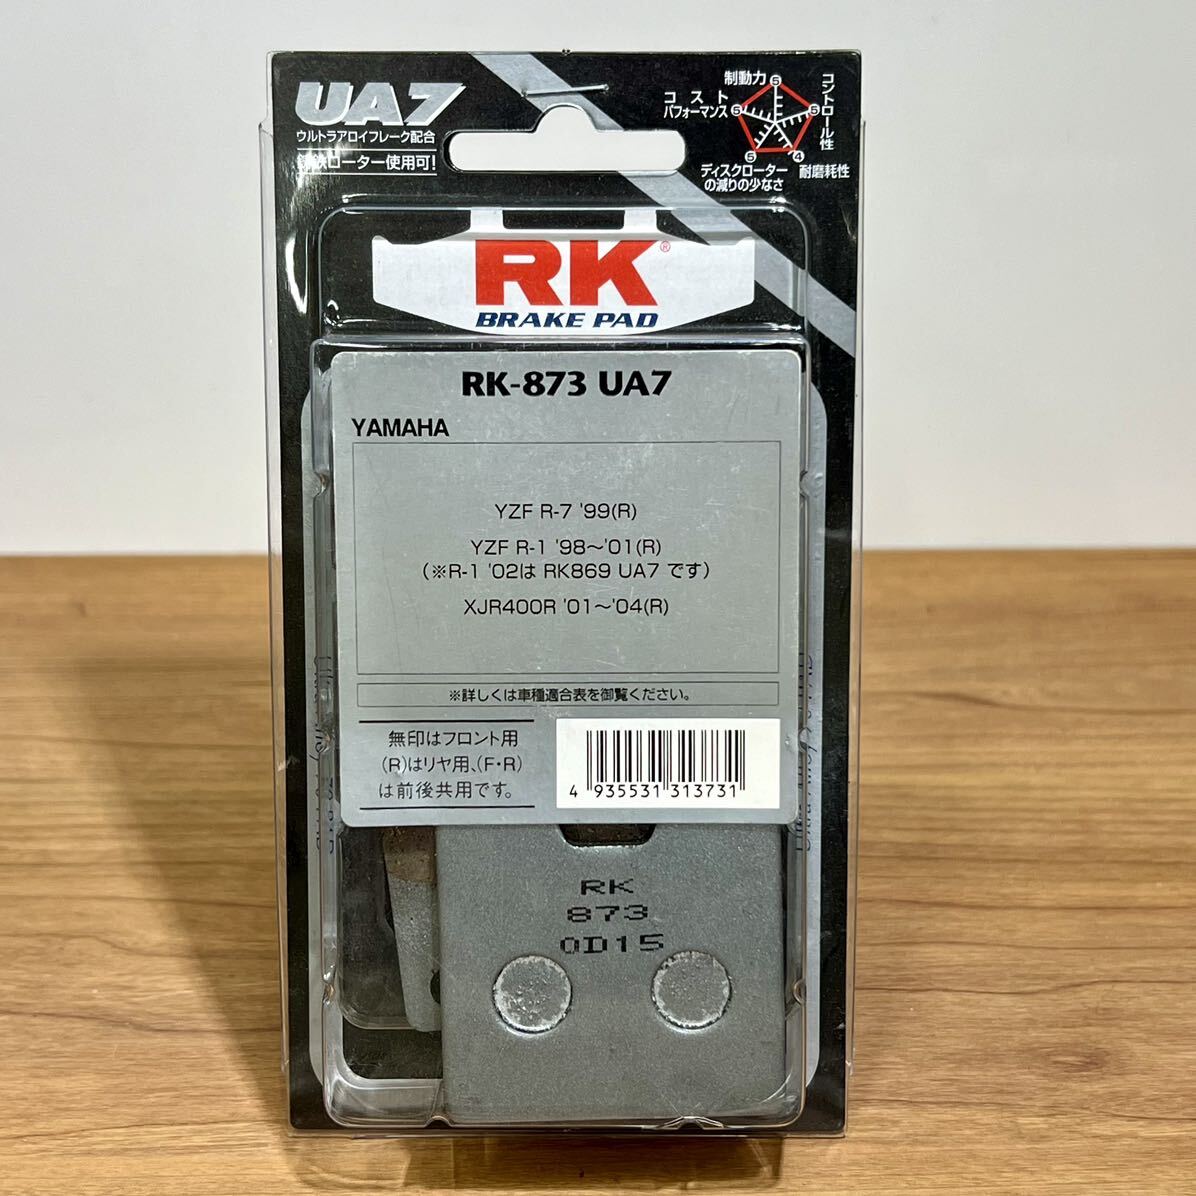 UA7
ウルトラアロイフレーク配合
鋳鉄ローター使用可!
制動力
5
コントロール性
5
耐磨耗性
4
ディスクローター
の減りの少なさ
5
コスト
パフォーマンス
5
RK®
BRAKE PAD
RK-873 UA7
YAMAHA
YZF R-7 '99(R)
YZF R-1 '98〜'01(R)
(※R-1 '02は RK869 UA7 です)
XJR400R '01〜'04(R)
※詳しくは車種適合表を御覧ください。
無印はフロント用
(R)はリヤ用、(F・R)
は前後共用です。
4 935531 313731
RK
873
0D15